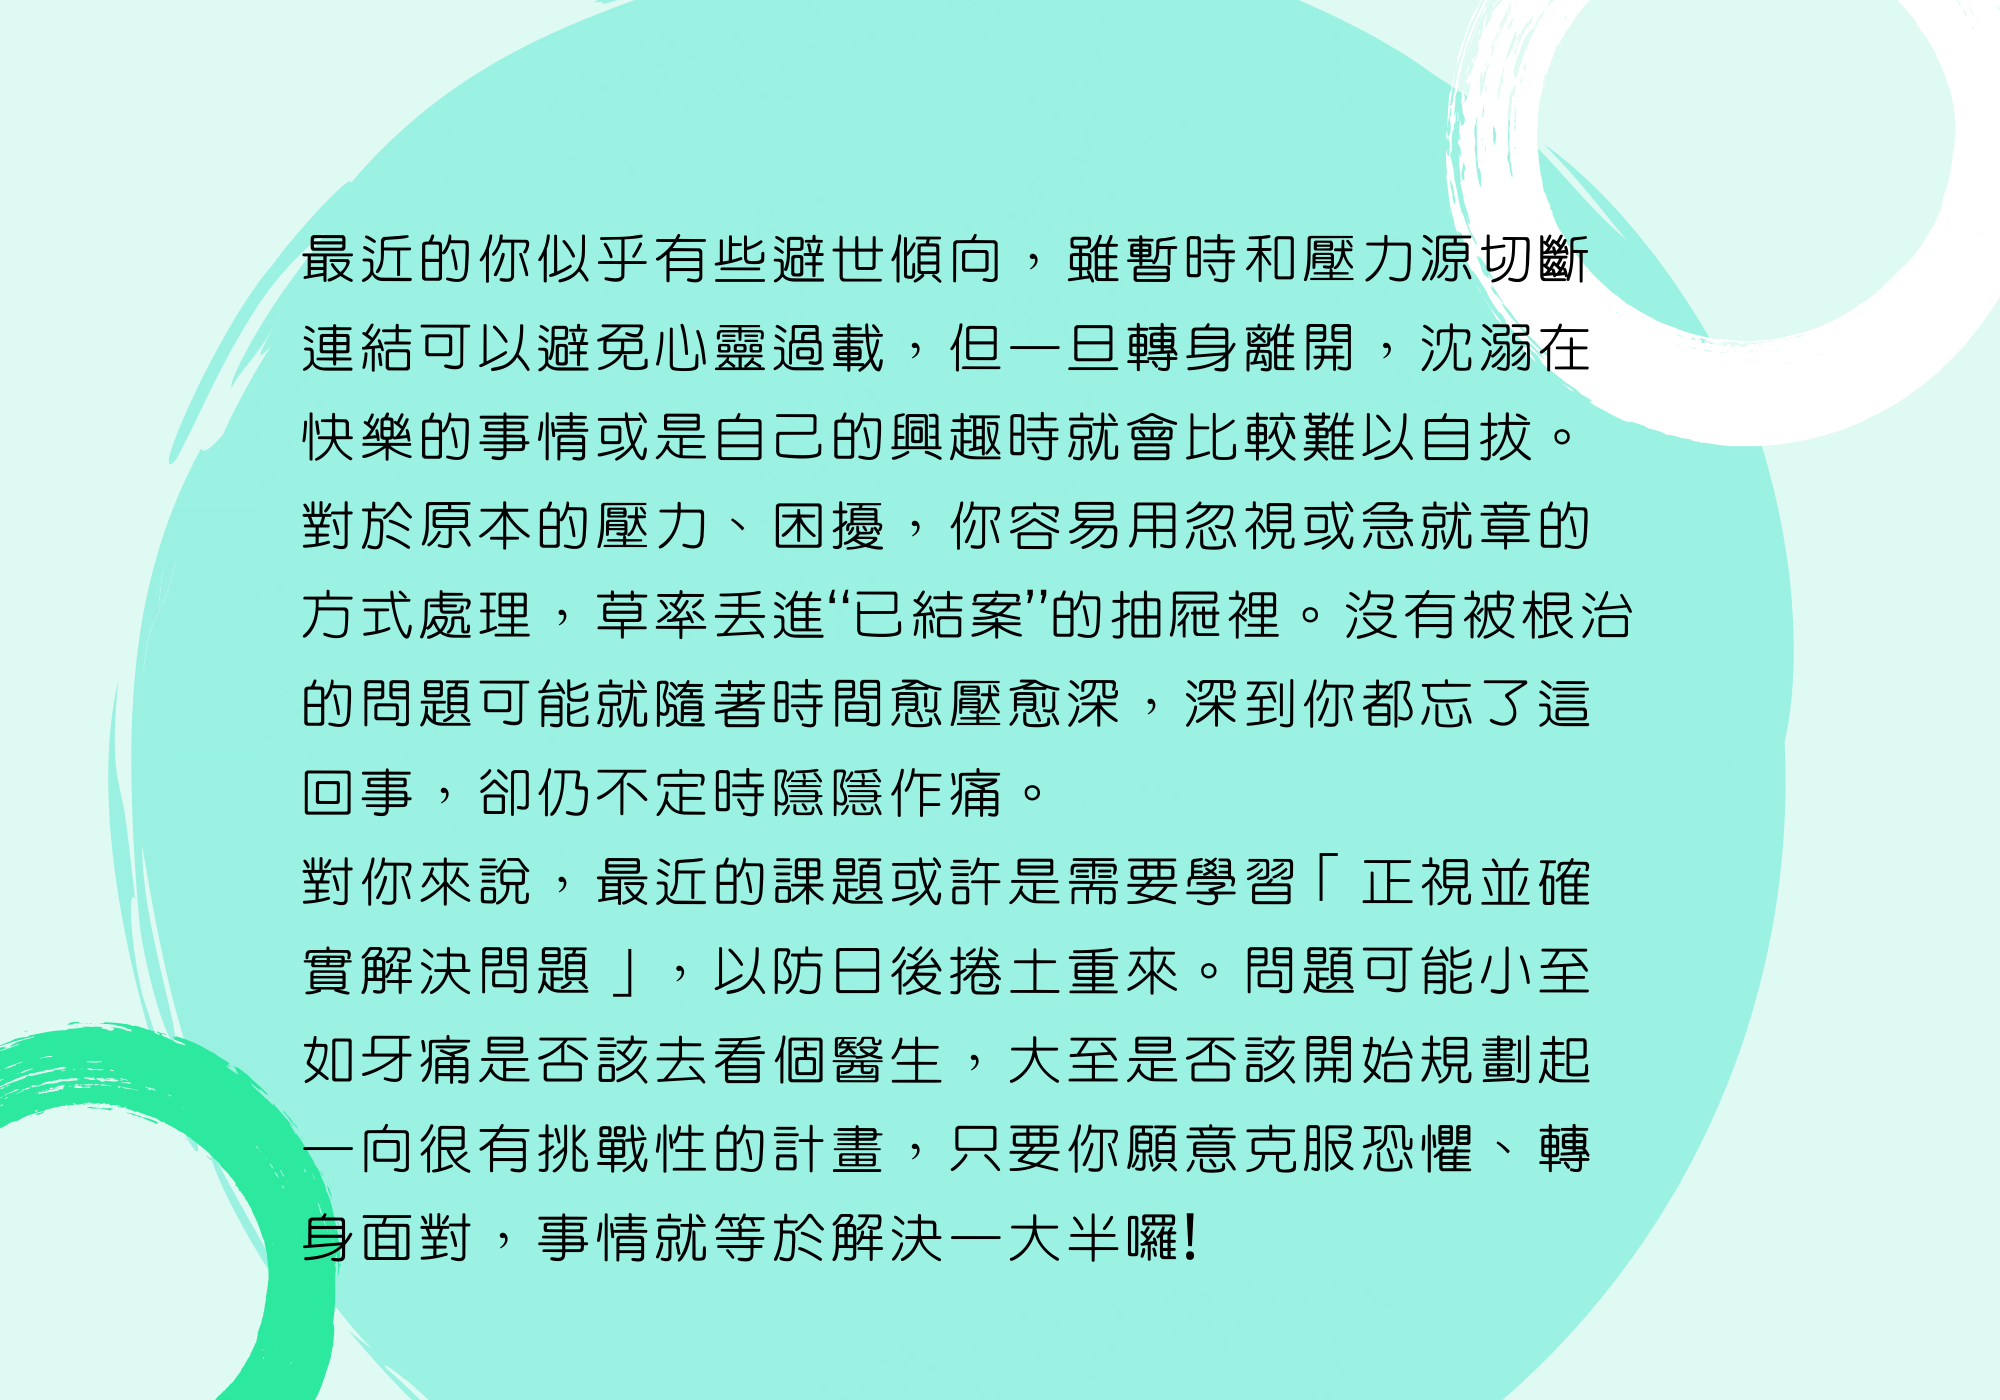 最近的你似乎有些避世傾向，雖暫時和壓力源切斷
連結可以避免心靈過載，但一旦轉身離開，沈溺在
快樂的事情或是自己的興趣時就會比較難以自拔。
對於原本的壓力、困擾，你容易用忽視或急就章的
方式處理，草率丟進“已結案”的抽屜裡。沒有被根治
的問題可能就隨著時間愈壓愈深，深到你都忘了這
回事，卻仍不定時隱隱作痛。
對你來說，最近的課題或許是需要學習「 正視並確
實解決問題 」，以防日後捲土重來。問題可能小至
如牙痛是否該去看個醫生，大至是否該開始規劃起
一向很有挑戰性的計畫，只要你願意克服恐懼、轉
身面對，事情就等於解決一大半囉!